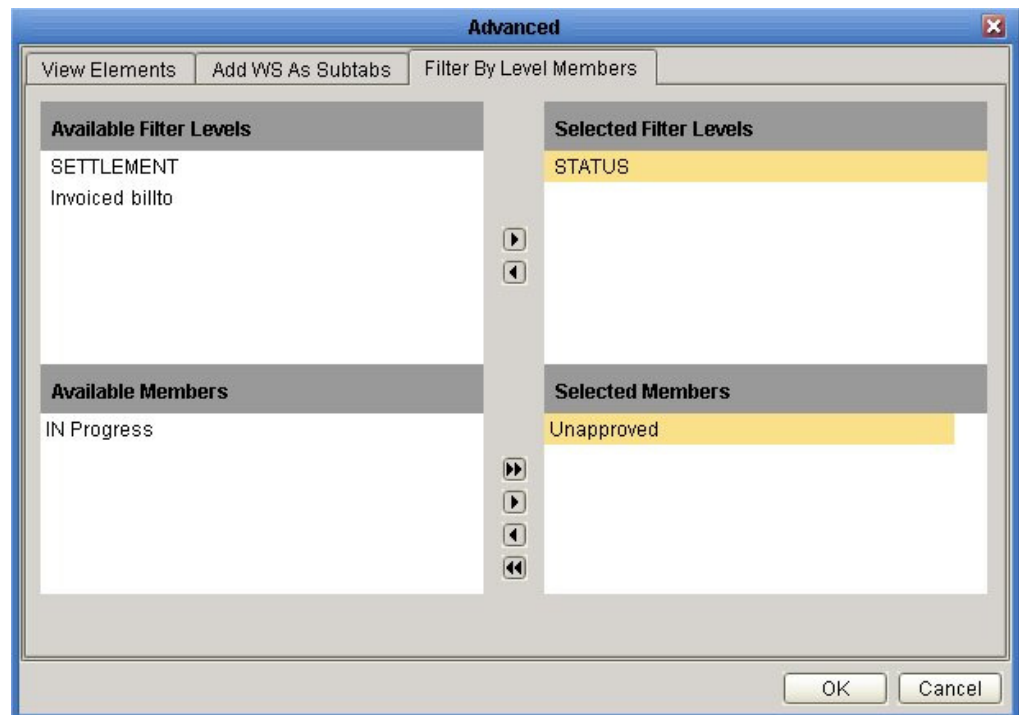 Advanced
View Elements
Add WS As Subtabs
Filter By Level Members
Available Filter Levels
SETTLEMENT
Invoiced billto
Selected Filter Levels
STATUS
Available Members
IN Progress
Selected Members
Unapproved
OK
Cancel